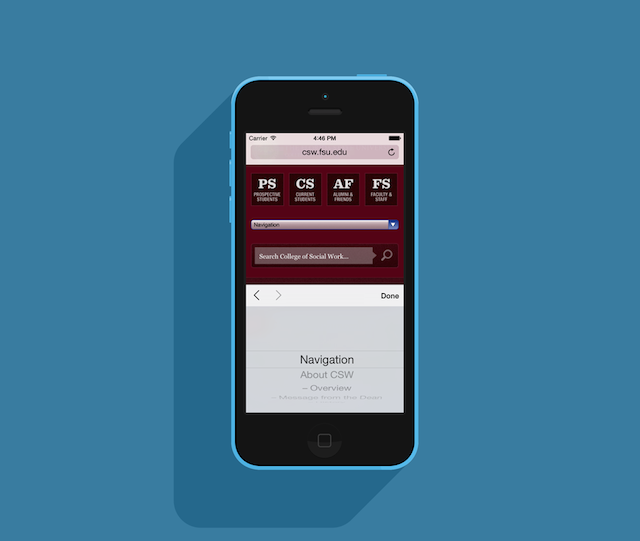 Carrier 4:46 PM
csw.fsu.edu
PS CS AF FS
PROSPECTIVE STUDENTS CURRENT STUDENTS ALUMNI & FRIENDS FACULTY & STAFF
Navigation
Search College of Social Work...
Done
Navigation
About CSW
– Overview
– Message from the Dean